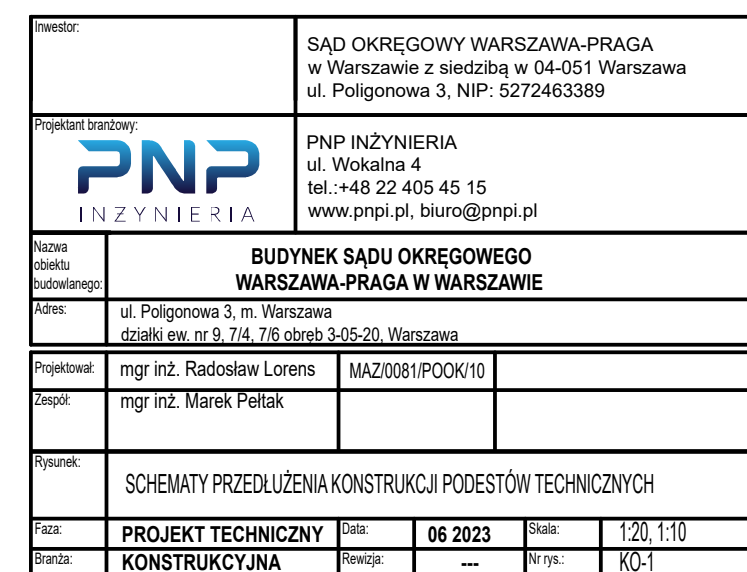 Inwestor:
SĄD OKRĘGOWY WARSZAWA-PRAGA
w Warszawie z siedzibą w 04-051 Warszawa
ul. Poligonowa 3, NIP: 5272463389
Projektant branżowy:
PNP
INŻYNIERIA
PNP INŻYNIERIA
ul. Wokalna 4
tel.:+48 22 405 45 15
www.pnpi.pl, biuro@pnpi.pl
Nazwa
obiektu
budowlanego:
BUDYNEK SĄDU OKRĘGOWEGO
WARSZAWA-PRAGA W WARSZAWIE
Adres:
ul. Poligonowa 3, m. Warszawa
działki ew. nr 9, 7/4, 7/6 obręb 3-05-20, Warszawa
Projektował: mgr inż. Radosław Lorens MAZ/0081/POOK/10
Zespół: mgr inż. Marek Pełtak
Rysunek:
SCHEMATY PRZEDŁUŻENIA KONSTRUKCJI PODESTÓW TECHNICZNYCH
Faza: PROJEKT TECHNICZNY Data: 06 2023 Skala: 1:20, 1:10
Branża: KONSTRUKCYJNA Rewizja: --- Nr rys.: KO-1